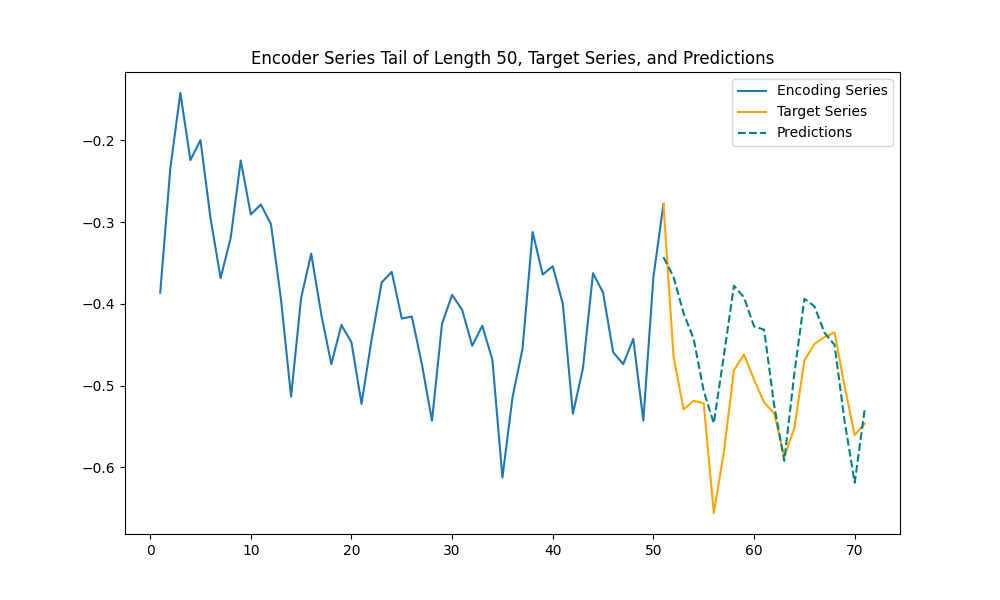 Encoder Series Tail of Length 50, Target Series, and Predictions
Encoding Series
Target Series
Predictions
−0.2
−0.3
−0.4
−0.5
−0.6
0 10 20 30 40 50 60 70